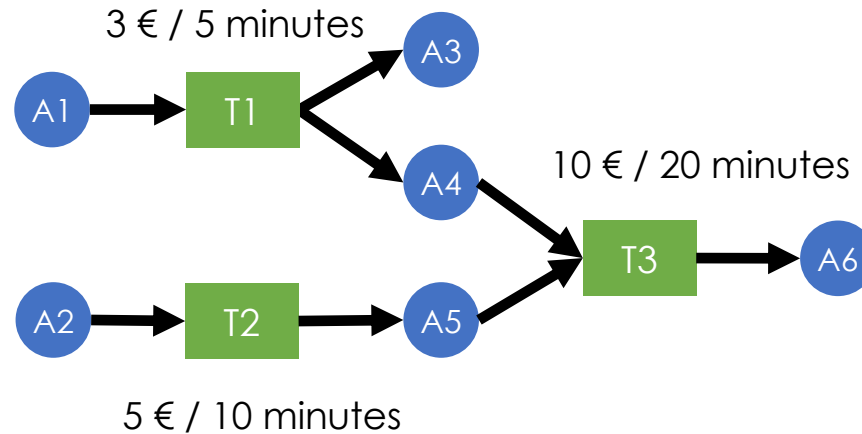 3 € / 5 minutes
A3
A1
T1
A4
10 € / 20 minutes
T3
A6
A2
T2
A5
5 € / 10 minutes